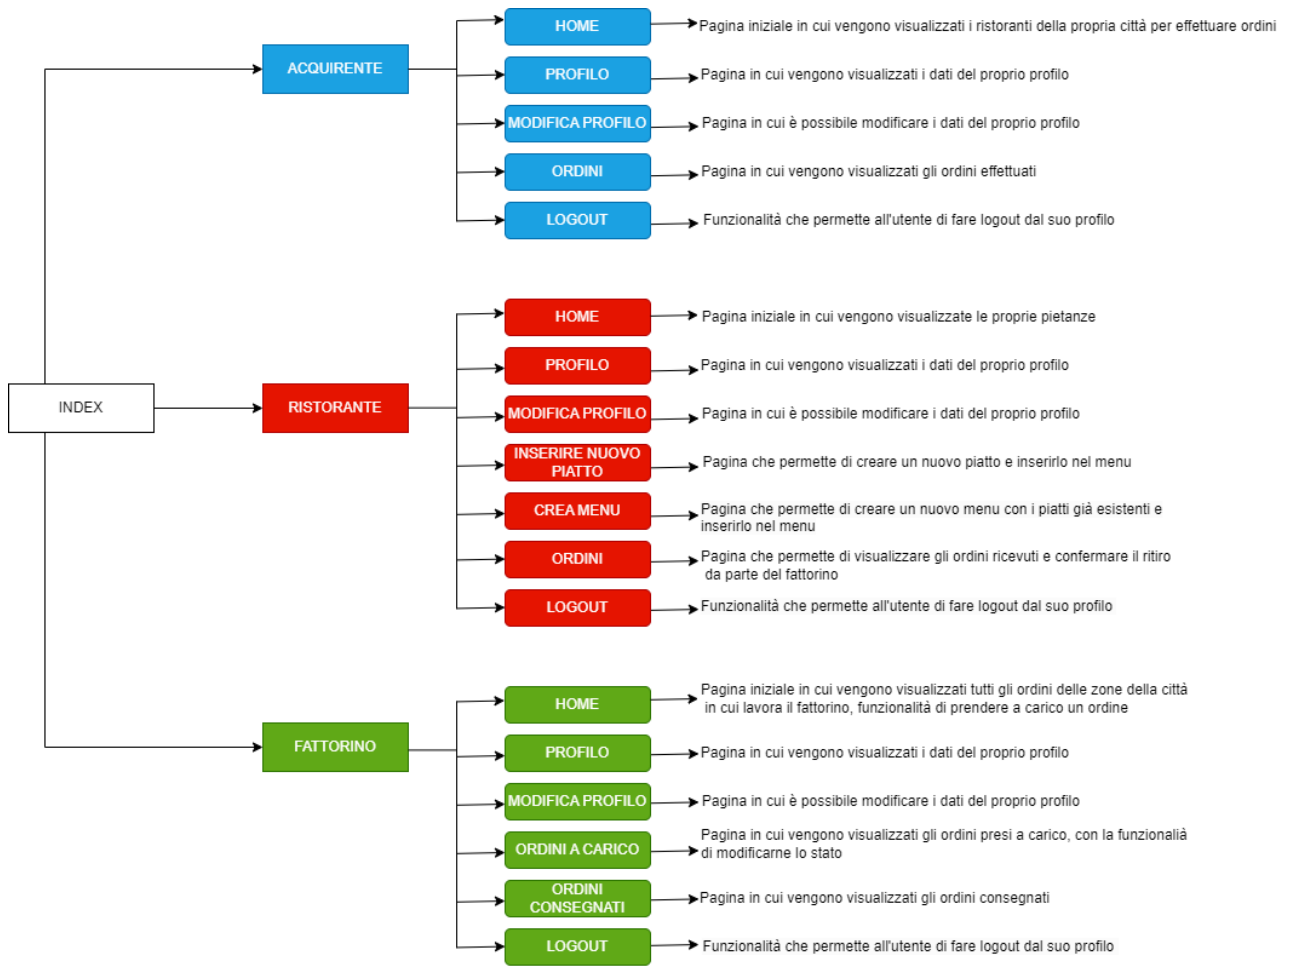 INDEX
ACQUIRENTE
HOME
Pagina iniziale in cui vengono visualizzati i ristoranti della propria città per effettuare ordini
PROFILO
Pagina in cui vengono visualizzati i dati del proprio profilo
MODIFICA PROFILO
Pagina in cui è possibile modificare i dati del proprio profilo
ORDINI
Pagina in cui vengono visualizzati gli ordini effettuati
LOGOUT
Funzionalità che permette all'utente di fare logout dal suo profilo
RISTORANTE
HOME
Pagina iniziale in cui vengono visualizzate le proprie pietanze
PROFILO
Pagina in cui vengono visualizzati i dati del proprio profilo
MODIFICA PROFILO
Pagina in cui è possibile modificare i dati del proprio profilo
INSERIRE NUOVO
PIATTO
Pagina che permette di creare un nuovo piatto e inserirlo nel menu
CREA MENU
Pagina che permette di creare un nuovo menu con i piatti già esistenti e
inserirlo nel menu
ORDINI
Pagina che permette di visualizzare gli ordini ricevuti e confermare il ritiro
da parte del fattorino
LOGOUT
Funzionalità che permette all'utente di fare logout dal suo profilo
FATTORINO
HOME
Pagina iniziale in cui vengono visualizzati tutti gli ordini delle zone della città
in cui lavora il fattorino, funzionalità di prendere a carico un ordine
PROFILO
Pagina in cui vengono visualizzati i dati del proprio profilo
MODIFICA PROFILO
Pagina in cui è possibile modificare i dati del proprio profilo
ORDINI A CARICO
Pagina in cui vengono visualizzati gli ordini presi a carico, con la funzionalià
di modificarne lo stato
ORDINI
CONSEGNATI
Pagina in cui vengono visualizzati gli ordini consegnati
LOGOUT
Funzionalità che permette all'utente di fare logout dal suo profilo